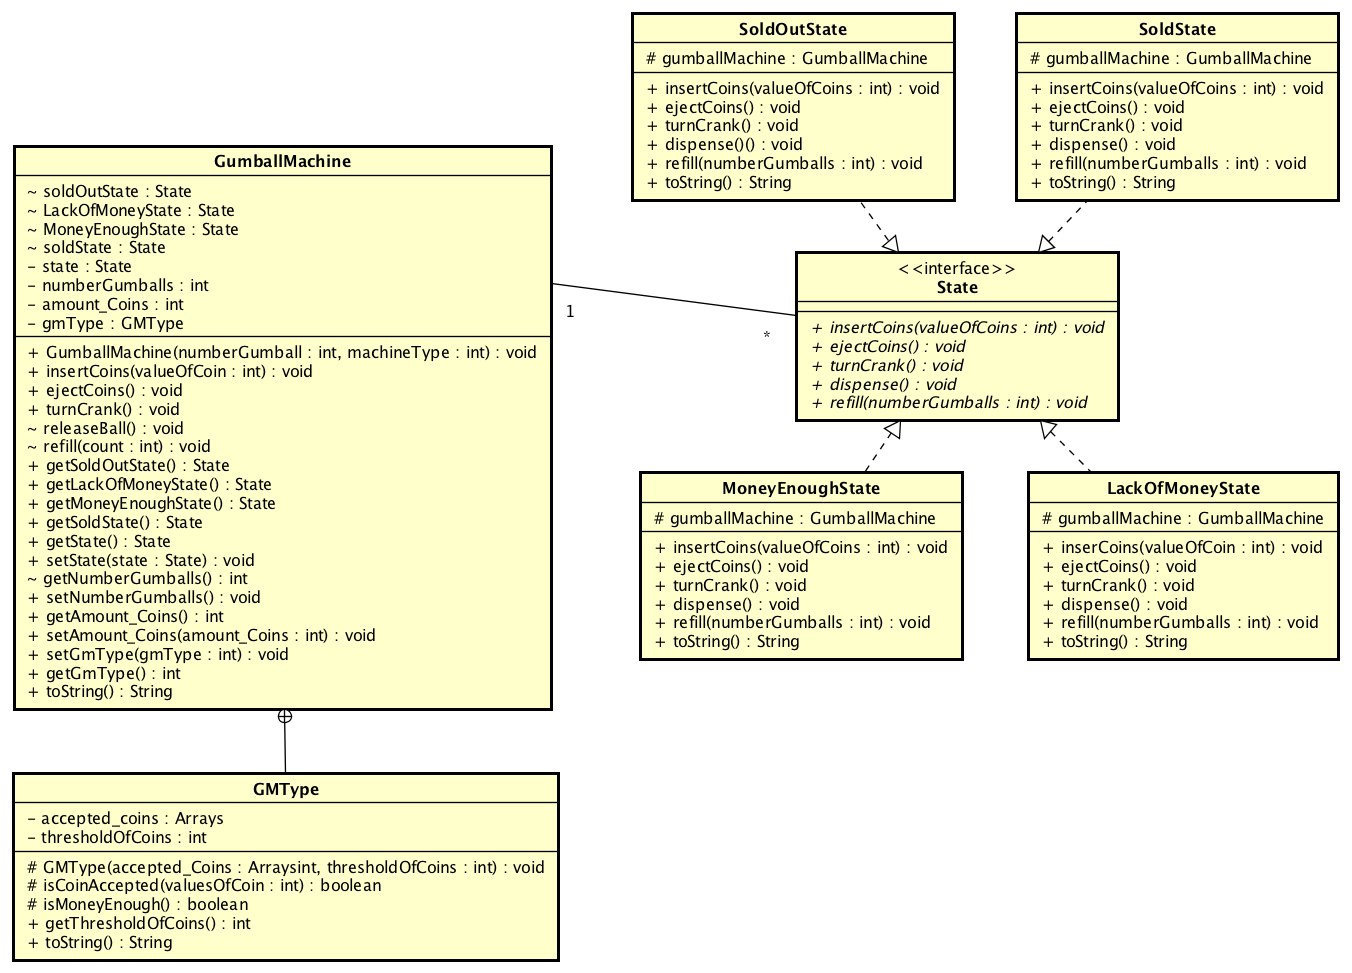 SoldOutState
# gumballMachine : GumballMachine
+ insertCoins(valueOfCoins : int) : void
+ ejectCoins() : void
+ turnCrank() : void
+ dispense()() : void
+ refill(numberGumballs : int) : void
+ toString() : String
SoldState
# gumballMachine : GumballMachine
+ insertCoins(valueOfCoins : int) : void
+ ejectCoins() : void
+ turnCrank() : void
+ dispense() : void
+ refill(numberGumballs : int) : void
+ toString() : String
GumballMachine
~ soldOutState : State
~ LackOfMoneyState : State
~ MoneyEnoughState : State
~ soldState : State
- state : State
- numberGumballs : int
- amount_Coins : int
- gmType : GMType
+ GumballMachine(numberGumball : int, machineType : int) : void
+ insertCoins(valueOfCoin : int) : void
+ ejectCoins() : void
+ turnCrank() : void
~ releaseBall() : void
~ refill(count : int) : void
+ getSoldOutState() : State
+ getLackOfMoneyState() : State
+ getMoneyEnoughState() : State
+ getSoldState() : State
+ getState() : State
+ setState(state : State) : void
~ getNumberGumballs() : int
+ setNumberGumballs() : void
+ getAmount_Coins() : int
+ setAmount_Coins(amount_Coins : int) : void
+ setGmType(gmType : int) : void
+ getGmType() : int
+ toString() : String
1
*
<<interface>>
State
+ insertCoins(valueOfCoins : int) : void
+ ejectCoins() : void
+ turnCrank() : void
+ dispense() : void
+ refill(numberGumballs : int) : void
MoneyEnoughState
# gumballMachine : GumballMachine
+ insertCoins(valueOfCoins : int) : void
+ ejectCoins() : void
+ turnCrank() : void
+ dispense() : void
+ refill(numberGumballs : int) : void
+ toString() : String
LackOfMoneyState
# gumballMachine : GumballMachine
+ inserCoins(valueOfCoin : int) : void
+ ejectCoins() : void
+ turnCrank() : void
+ dispense() : void
+ refill(numberGumballs : int) : void
+ toString() : String
GMType
- accepted_coins : Arrays
- thresholdOfCoins : int
# GMType(accepted_Coins : Arraysint, thresholdOfCoins : int) : void
# isCoinAccepted(valuesOfCoin : int) : boolean
# isMoneyEnough() : boolean
+ getThresholdOfCoins() : int
+ toString() : String